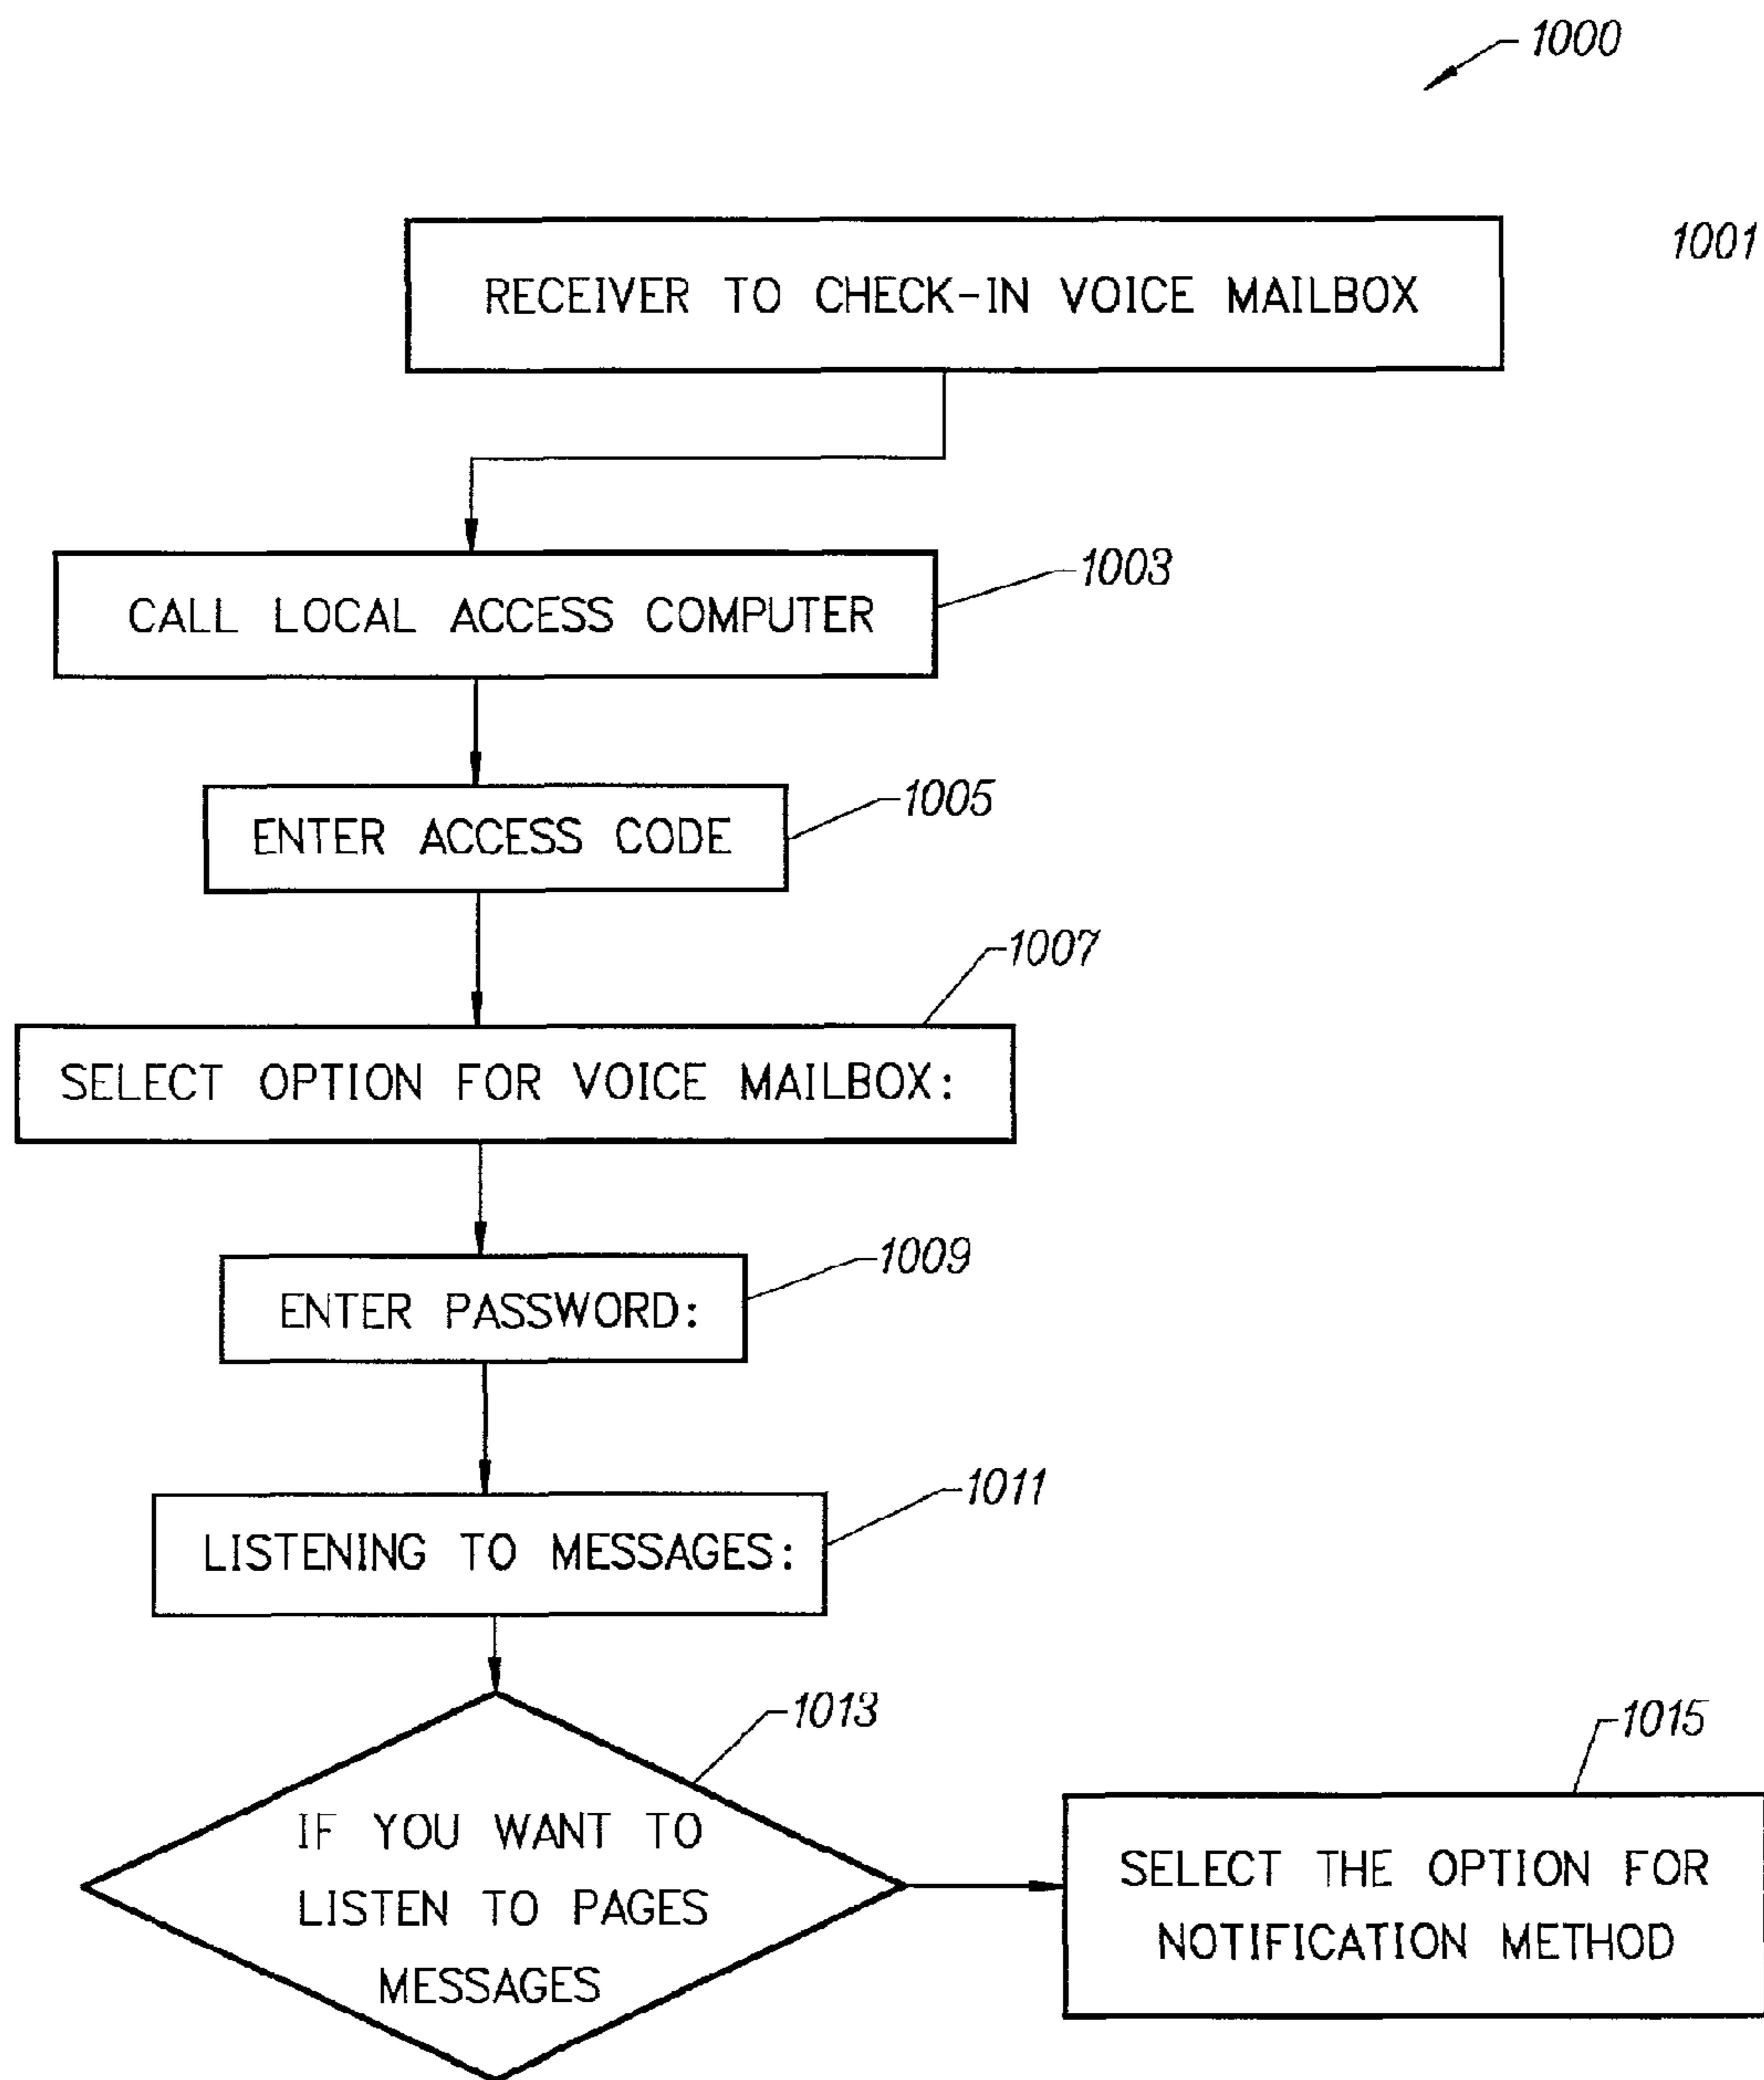 1000
1001
RECEIVER TO CHECK-IN VOICE MAILBOX
1003
CALL LOCAL ACCESS COMPUTER
1005
ENTER ACCESS CODE
1007
SELECT OPTION FOR VOICE MAILBOX:
1009
ENTER PASSWORD:
1011
LISTENING TO MESSAGES:
1013
IF YOU WANT TO
LISTEN TO PAGES
MESSAGES
1015
SELECT THE OPTION FOR
NOTIFICATION METHOD